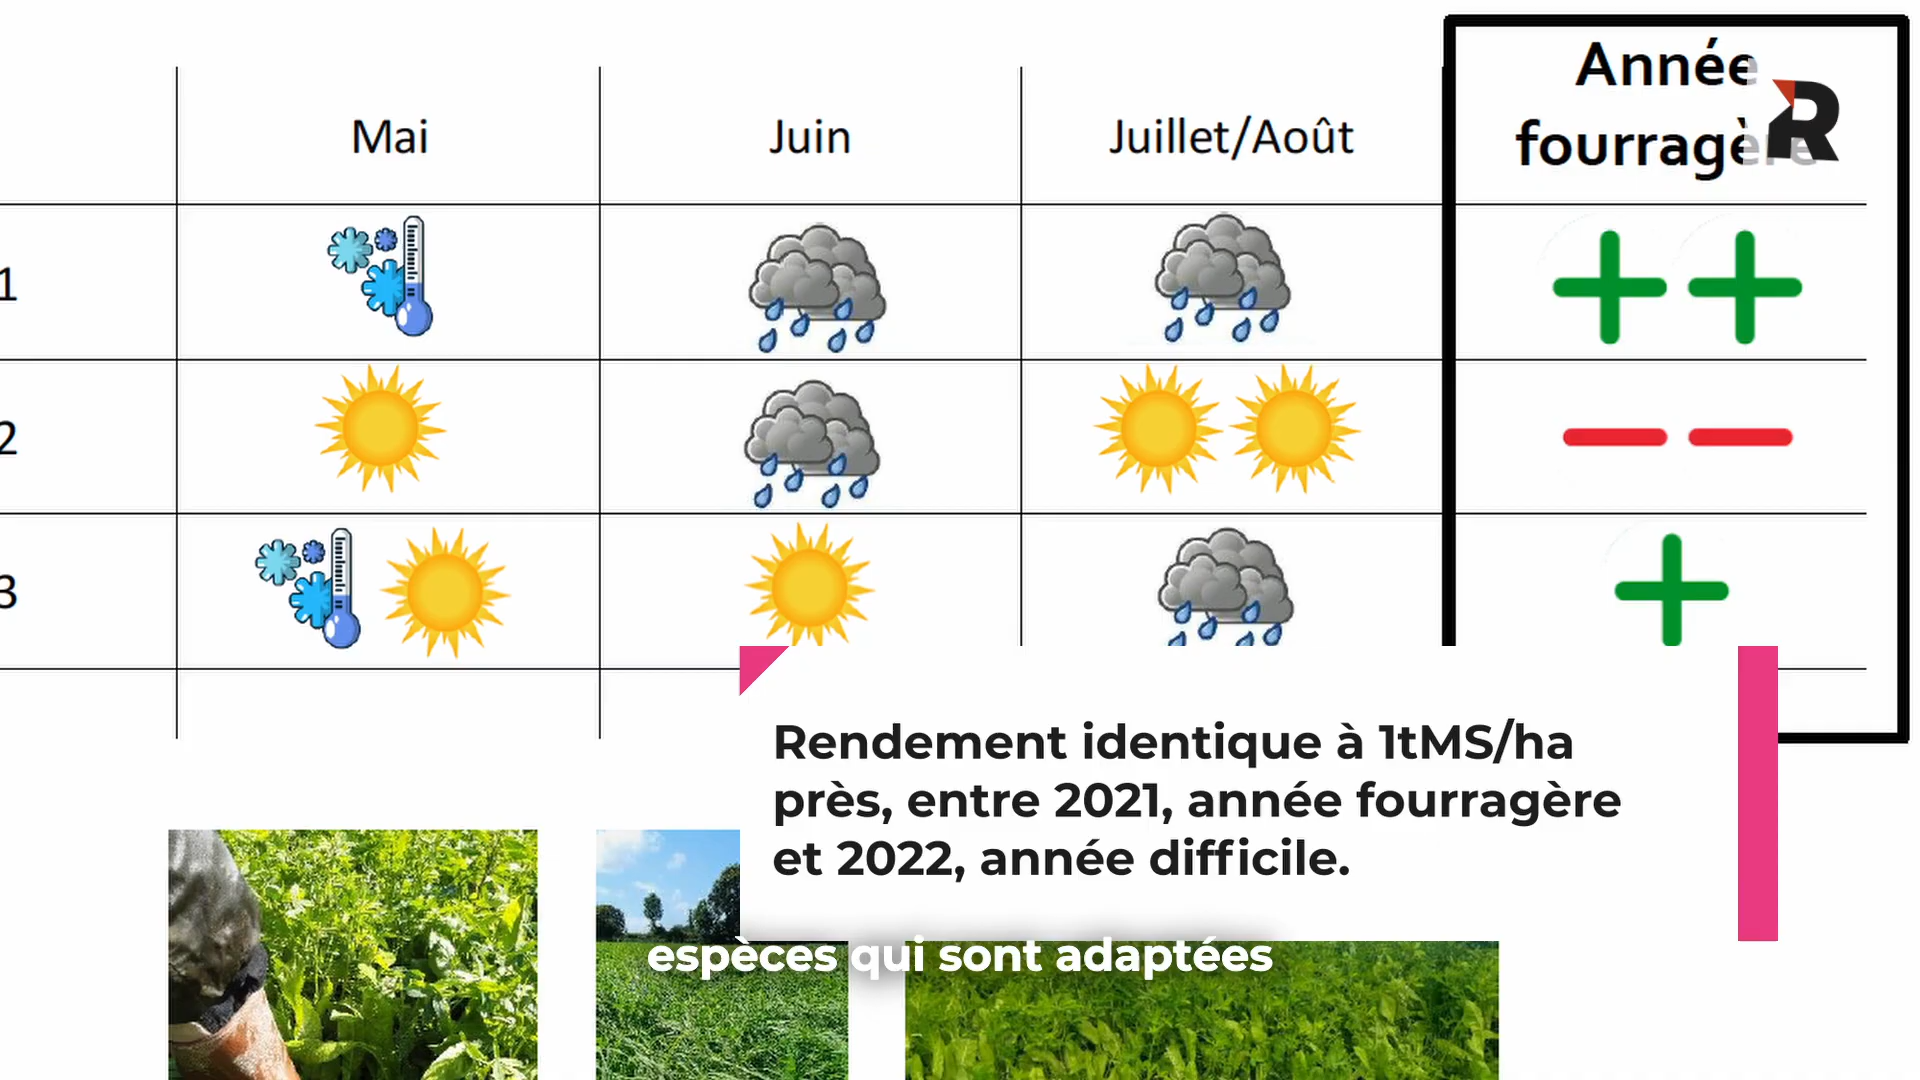 Année
fourragère
Mai
Juin
Juillet/Août
1
2
3
Rendement identique à 1tMS/ha
près, entre 2021, année fourragère
et 2022, année difficile.
espèces qui sont adaptées